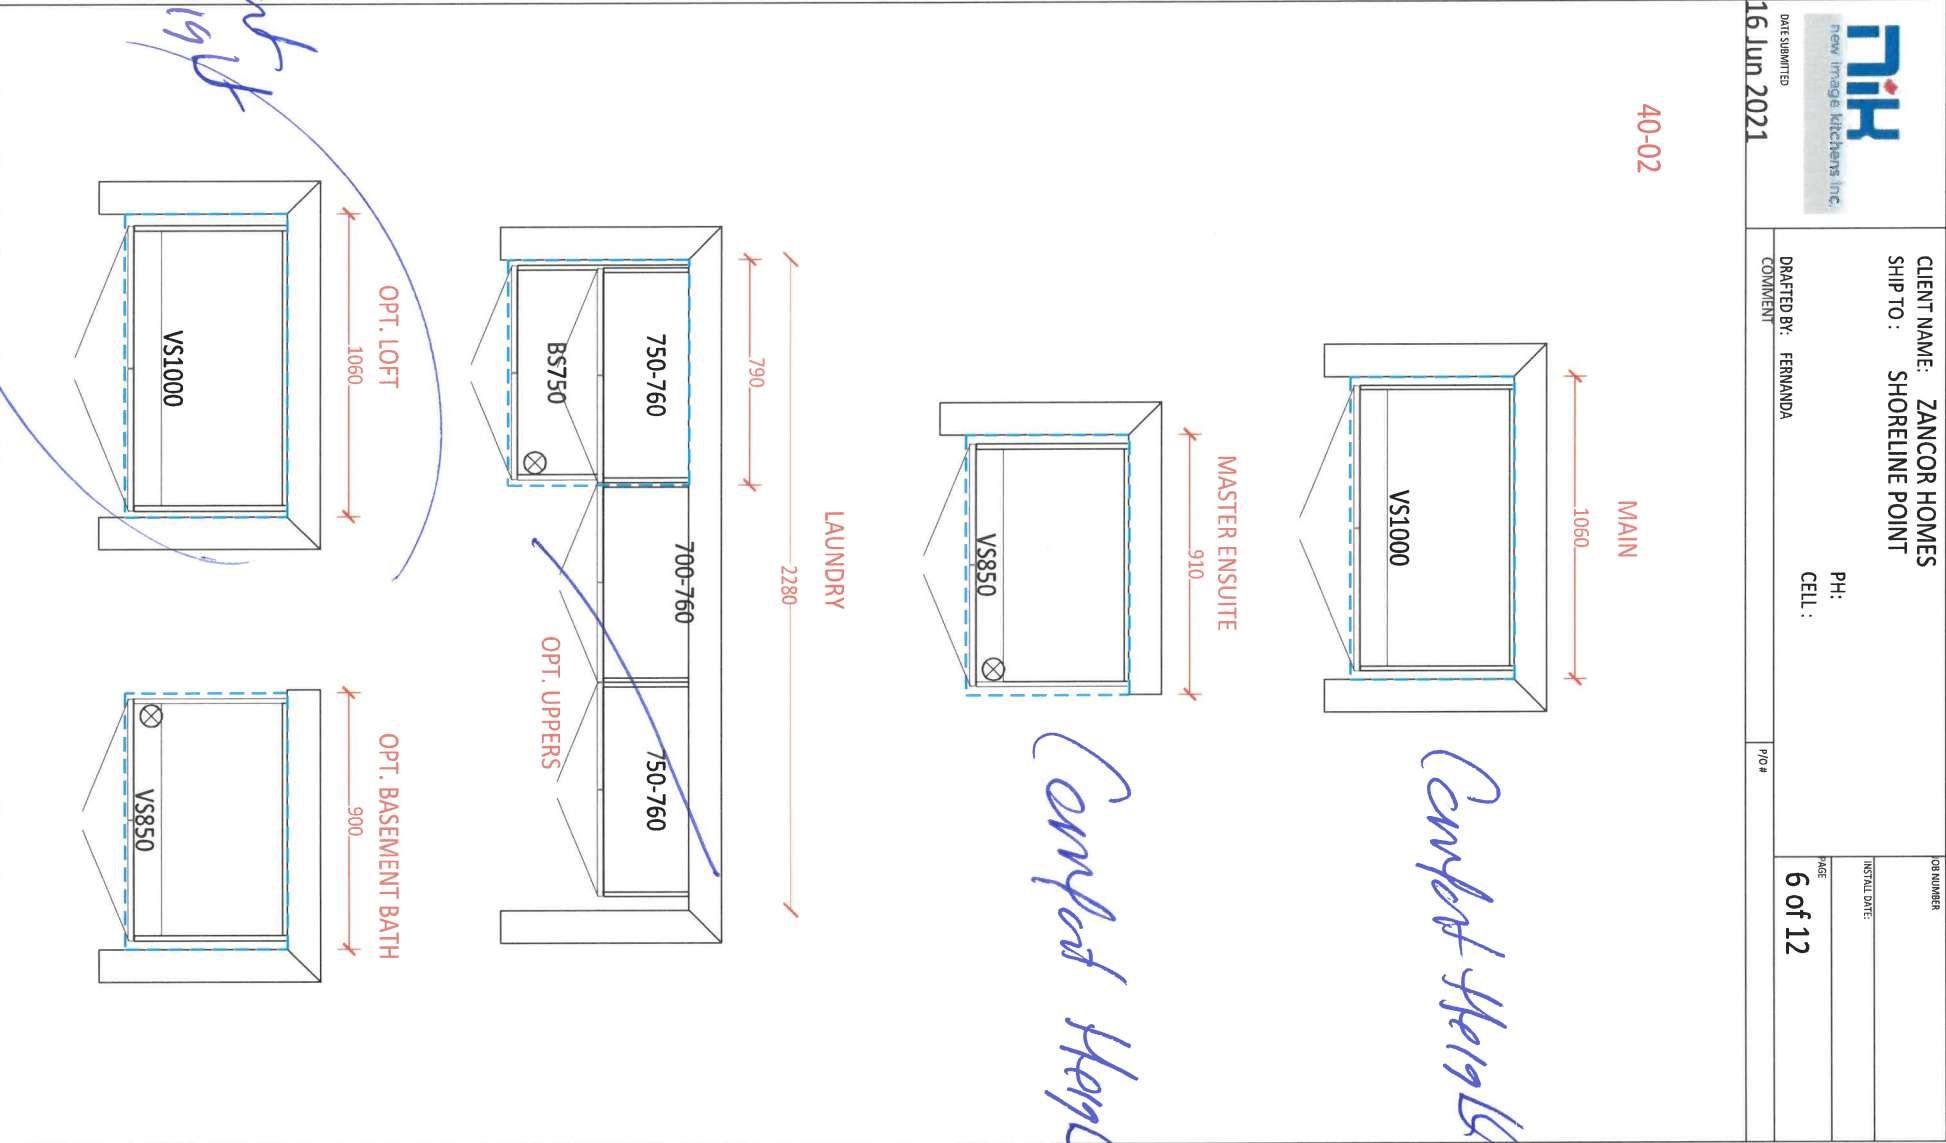 nik
new image kitchens inc.
CLIENT NAME: ZANCOR HOMES
SHIP TO : SHORELINE POINT
PH:
CELL :
JOB NUMBER
INSTALL DATE:
PAGE
6 of 12
DATE SUBMITTED
16 Jun 2021
DRAFTED BY: FERNANDA
COMMENT
P/O #
40-02
MAIN
1060
VS1000
Comfort Height
MASTER ENSUITE
910
VS850
Comfort
LAUNDRY
2280
790
750-760
700-760
750-760
BS750
OPT. UPPERS
OPT. LOFT
1060
VS1000
OPT. BASEMENT BATH
900
VS850